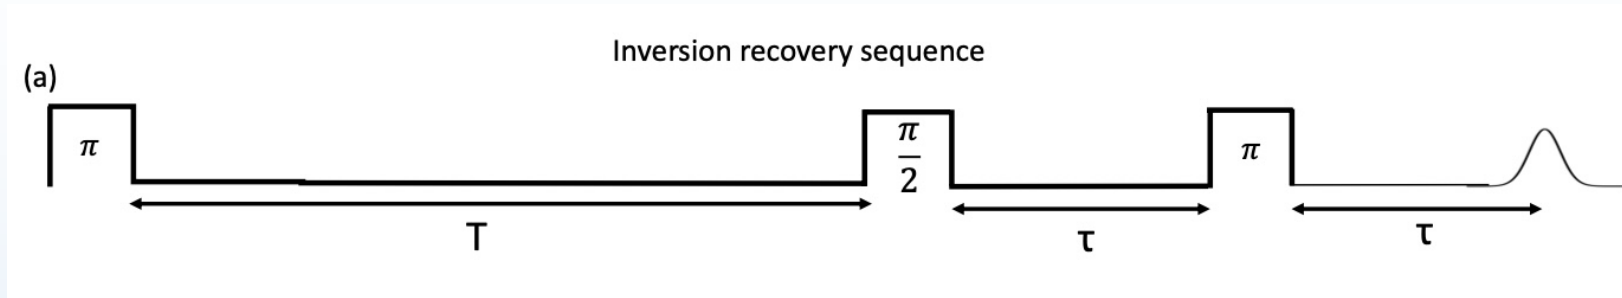 Inversion recovery sequence
(a)
π
π
2
π
T
τ
τ